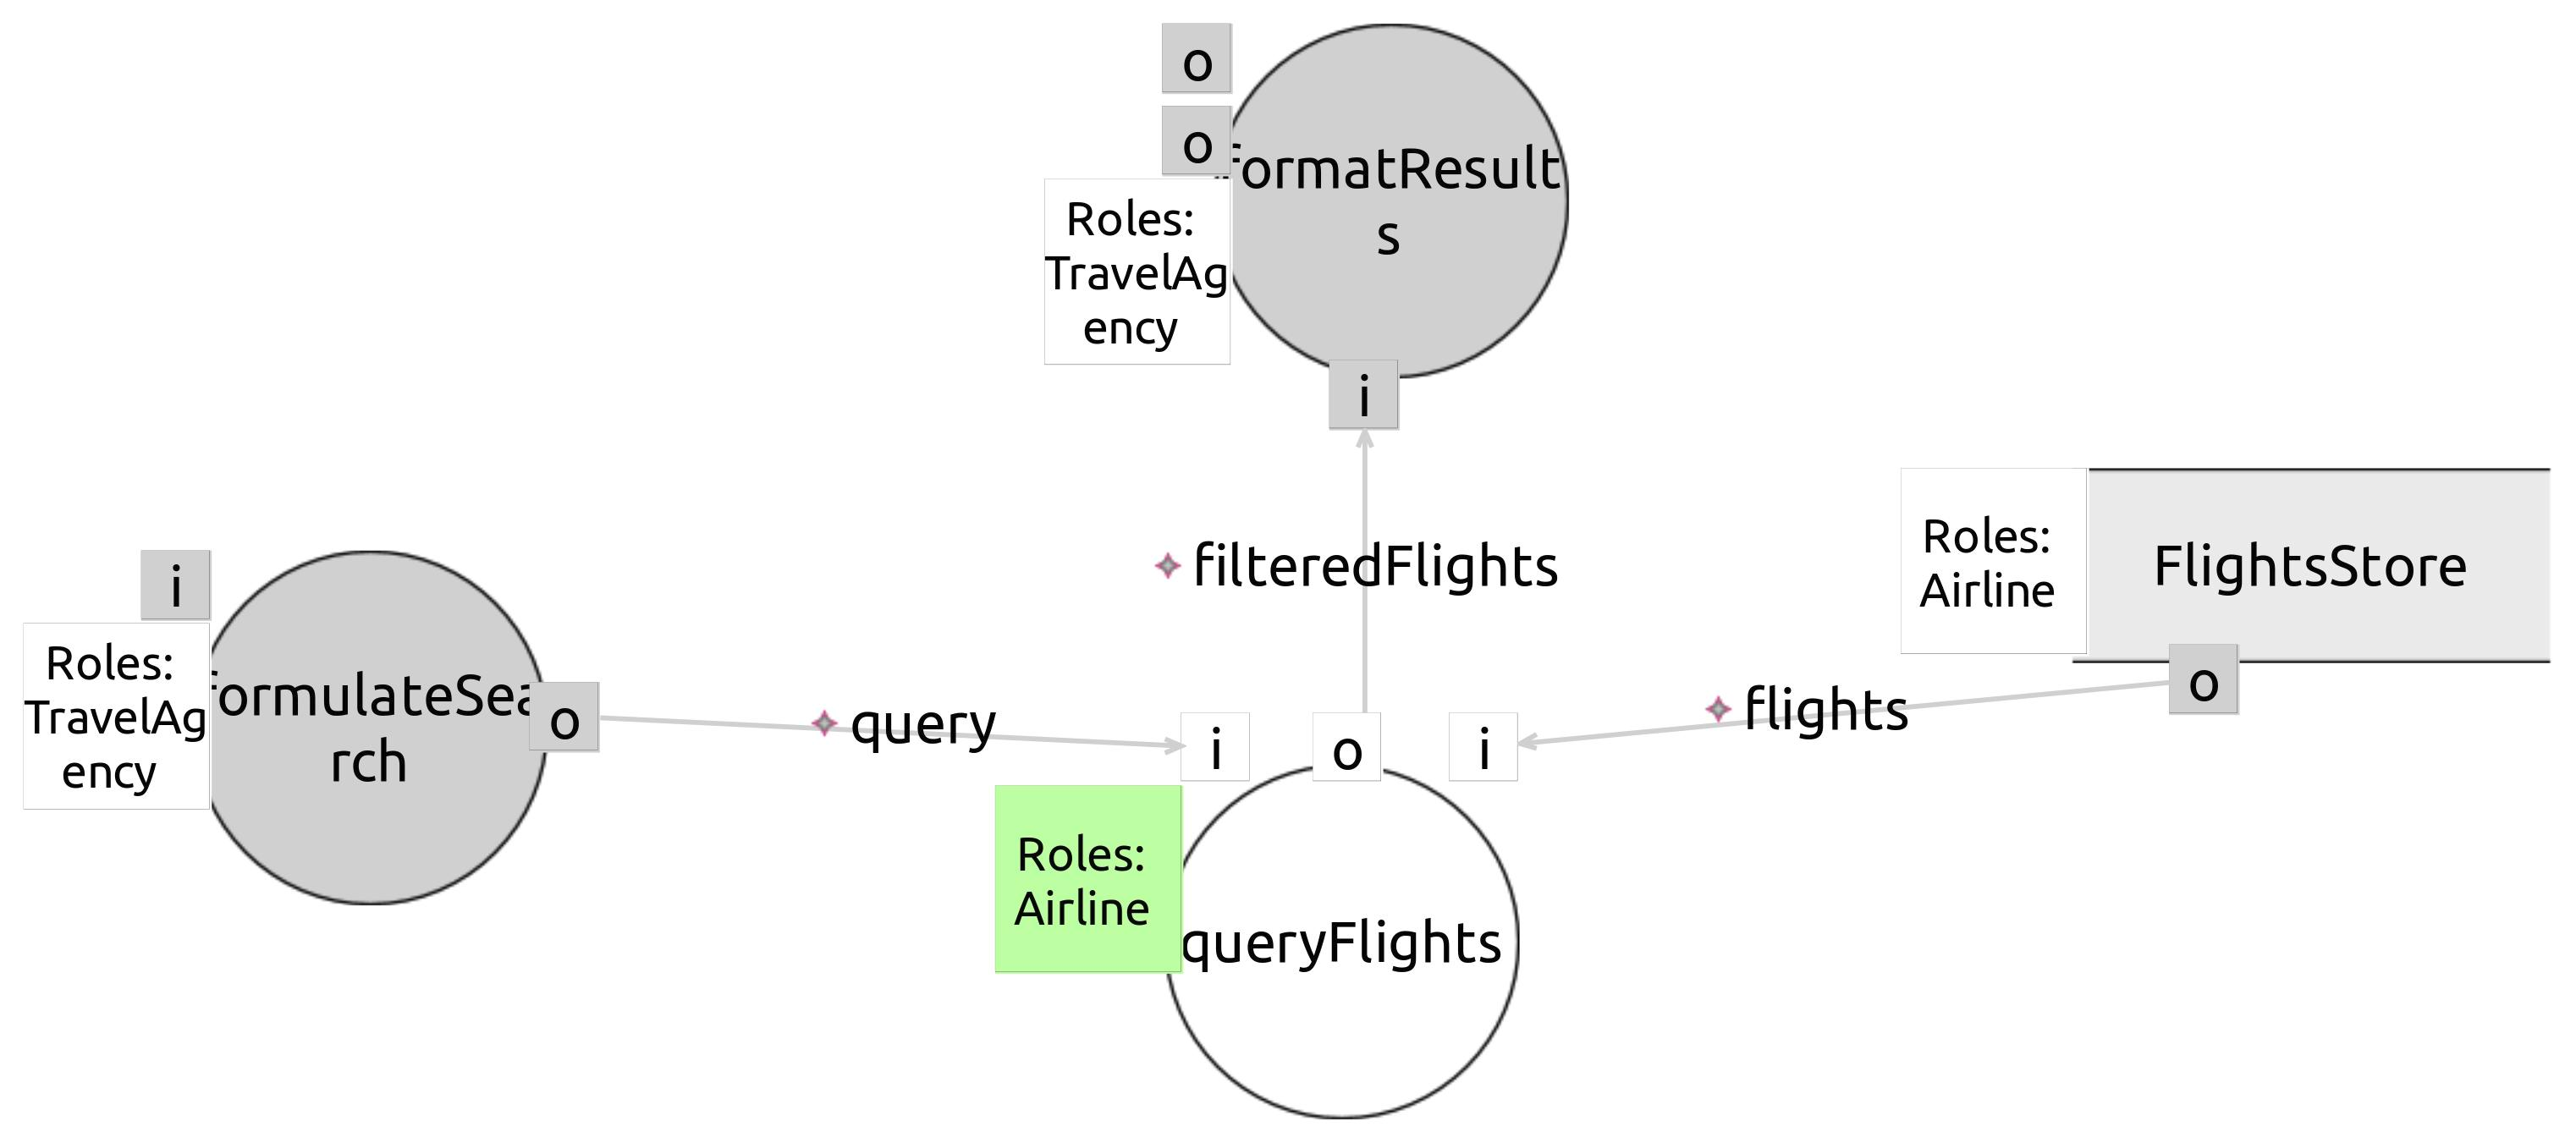 o
o
formatResult
s
Roles:
TravelAg
ency
i
filteredFlights
Roles:
Airline
FlightsStore
o
i
Roles:
TravelAg
ency
formulateSea
rch
o
query
flights
i
o
i
Roles:
Airline
queryFlights